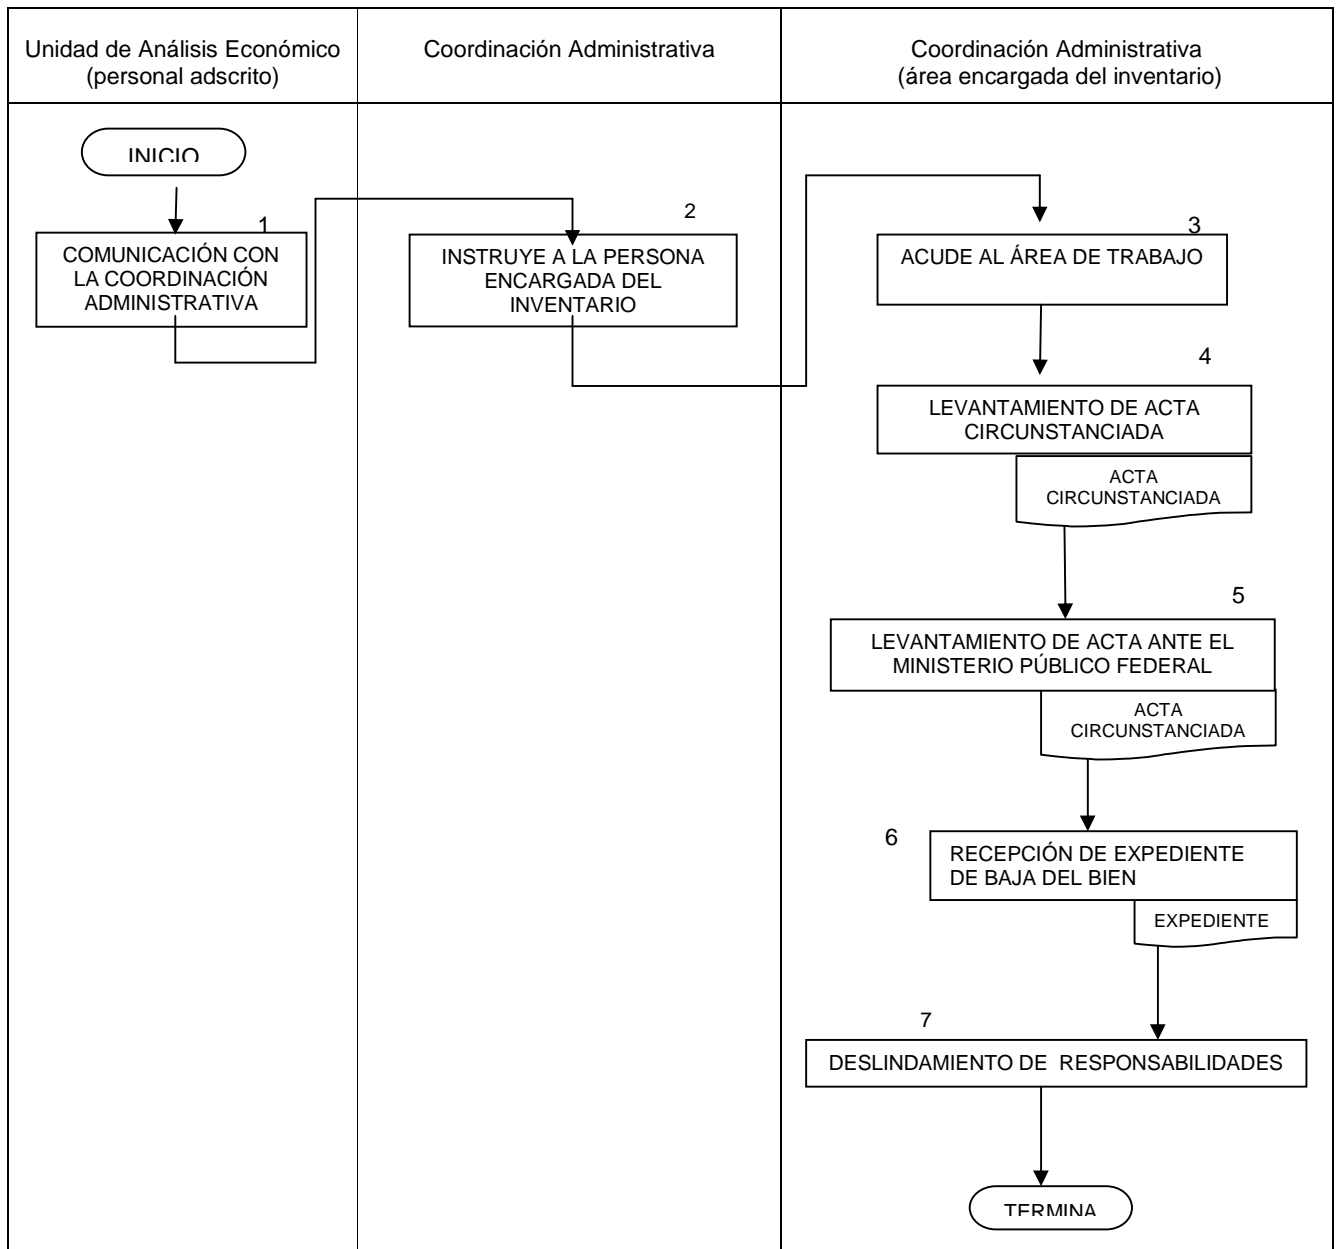 Unidad de Análisis Económico
(personal adscrito)
Coordinación Administrativa
Coordinación Administrativa
(área encargada del inventario)
INICIO
1
COMUNICACIÓN CON
LA COORDINACIÓN
ADMINISTRATIVA
2
INSTRUYE A LA PERSONA
ENCARGADA DEL
INVENTARIO
3
ACUDE AL ÁREA DE TRABAJO
4
LEVANTAMIENTO DE ACTA
CIRCUNSTANCIADA
ACTA
CIRCUNSTANCIADA
5
LEVANTAMIENTO DE ACTA ANTE EL
MINISTERIO PÚBLICO FEDERAL
ACTA
CIRCUNSTANCIADA
6
RECEPCIÓN DE EXPEDIENTE
DE BAJA DEL BIEN
EXPEDIENTE
7
DESLINDAMIENTO DE RESPONSABILIDADES
TERMINA